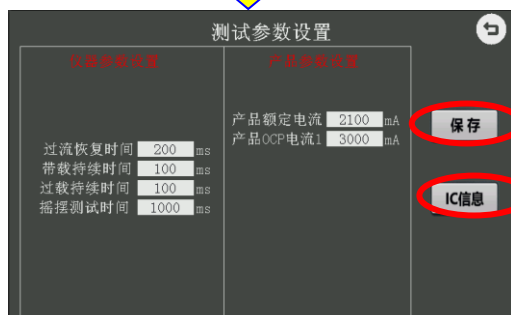 测试参数设置
仪器参数设置
产品参数设置
过流恢复时间 200 ms
带载持续时间 100 ms
过载持续时间 100 ms
摇摆测试时间 1000 ms
产品额定电流 2100 mA
产品OCP电流1 3000 mA
保存
IC信息